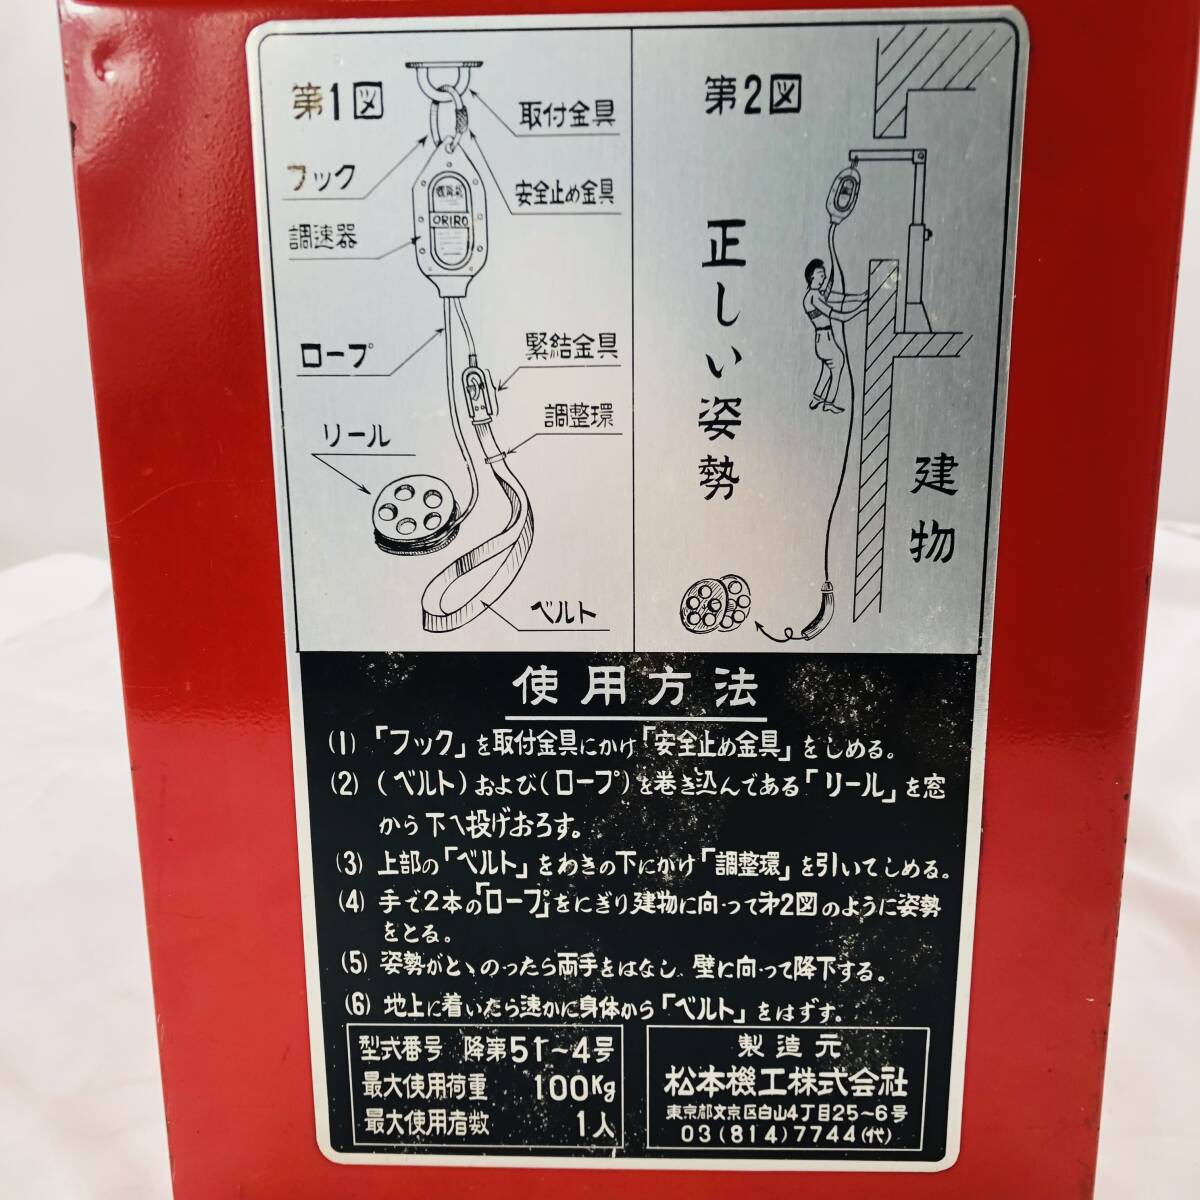 第1図
取付金具
フック
安全止め金具
調速器
ORIRO
ロープ
緊結金具
調整環
リール
ベルト
第2図
正しい姿勢
建物
使用方法
(1) 「フック」を取付金具にかけ「安全止め金具」をしめる。
(2) (ベルト)および(ロープ)を巻き込んである「リール」を窓
から下へ投げおろす。
(3) 上部の「ベルト」をわきの下にかけ「調整環」を引いてしめる。
(4) 手で2本の「ロープ」をにぎり建物に向って㐧2図のように姿勢
をとる。
(5) 姿勢がとゝのったら両手をはなし、壁に向って降下する。
(6) 地上に着いたら速かに身体から「ベルト」をはずす。
型式番号 降第51~4号
最大使用荷重 100Kg
最大使用者数 1人
製造元
松本機工株式会社
東京都文京区白山4丁目25~6号
03(814)7744(代)